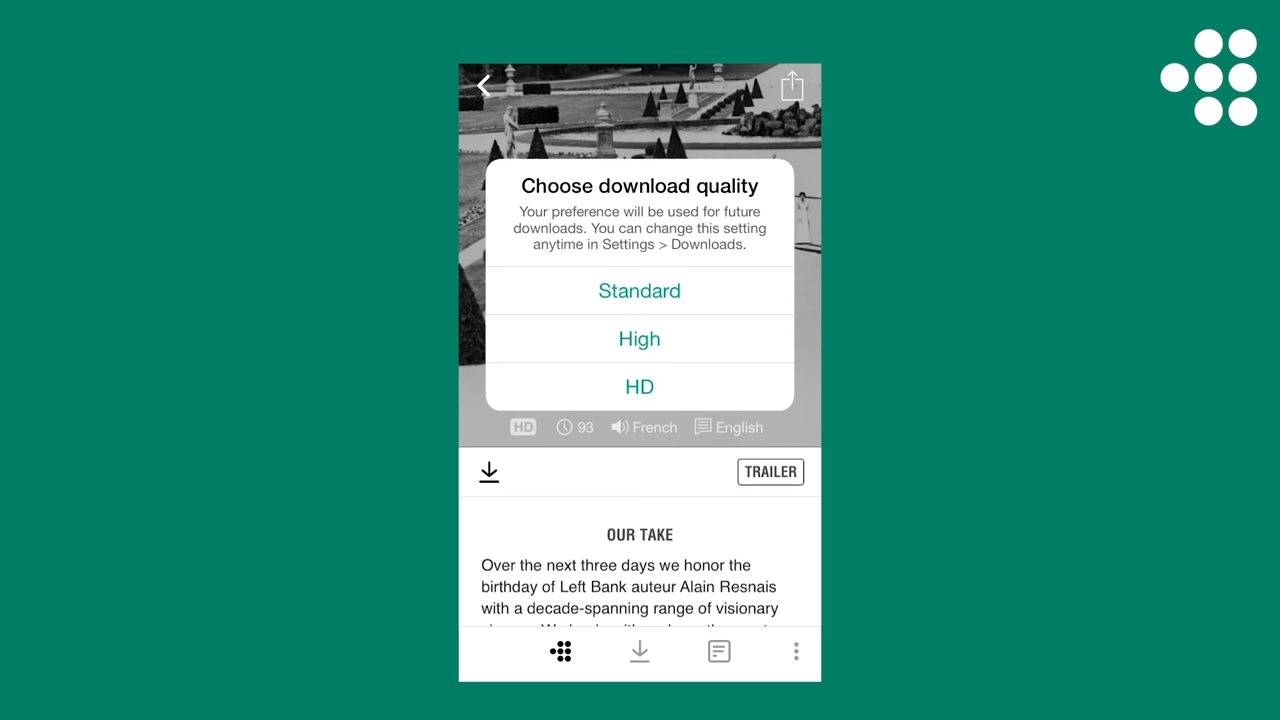 Choose download quality
Your preference will be used for future
downloads. You can change this setting
anytime in Settings > Downloads.
Standard
High
HD
HD 93 French English
TRAILER
OUR TAKE
Over the next three days we honor the
birthday of Left Bank auteur Alain Resnais
with a decade-spanning range of visionary